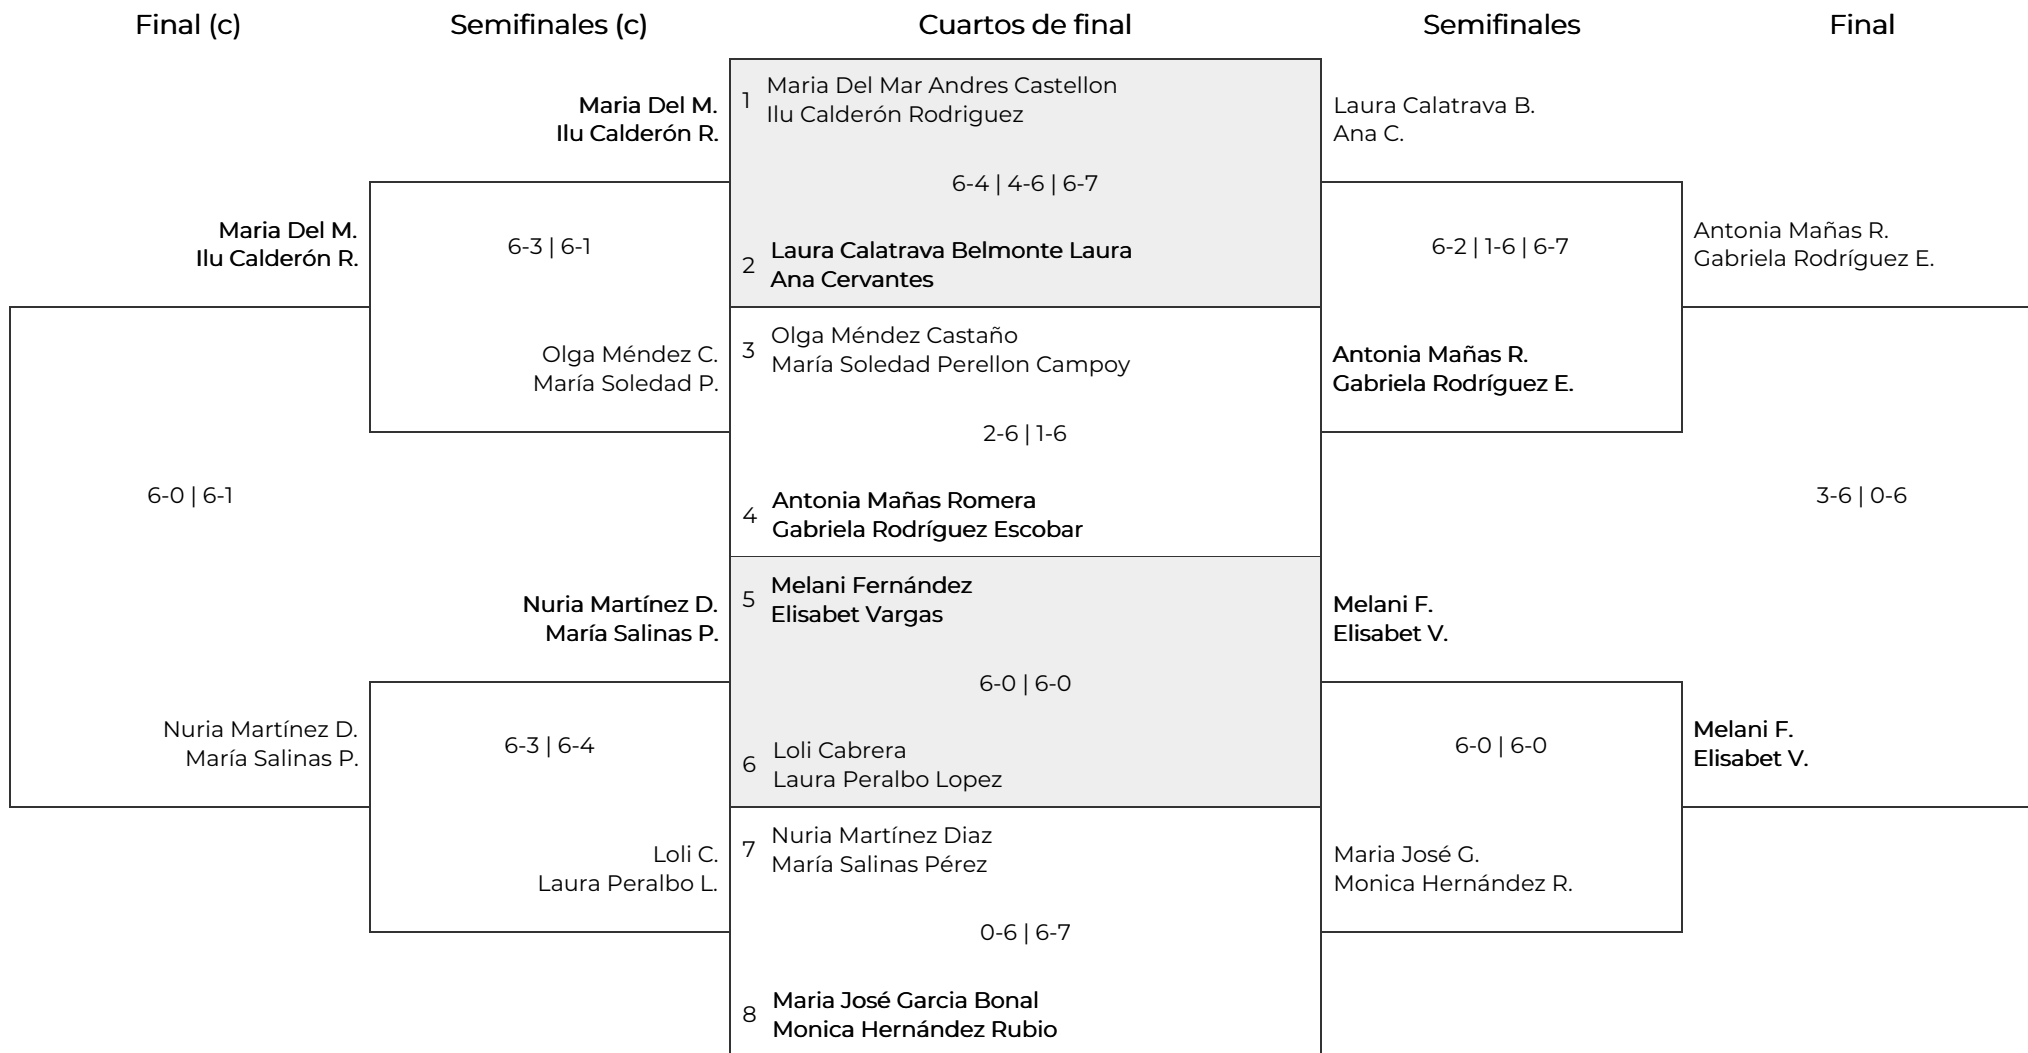 Final (c)
Semifinales (c)
Cuartos de final
Semifinales
Final
Maria Del M.
Ilu Calderón R.
6-0 | 6-1
Nuria Martínez D.
María Salinas P.
Maria Del M.
Ilu Calderón R.
6-3 | 6-1
Olga Méndez C.
María Soledad P.
Nuria Martínez D.
María Salinas P.
6-3 | 6-4
Loli C.
Laura Peralbo L.
1
Maria Del Mar Andres Castellon
Ilu Calderón Rodriguez
6-4 | 4-6 | 6-7
2
Laura Calatrava Belmonte Laura
Ana Cervantes
3
Olga Méndez Castaño
María Soledad Perellon Campoy
2-6 | 1-6
4
Antonia Mañas Romera
Gabriela Rodríguez Escobar
5
Melani Fernández
Elisabet Vargas
6-0 | 6-0
6
Loli Cabrera
Laura Peralbo Lopez
7
Nuria Martínez Diaz
María Salinas Pérez
0-6 | 6-7
8
Maria José Garcia Bonal
Monica Hernández Rubio
Laura Calatrava B.
Ana C.
6-2 | 1-6 | 6-7
Antonia Mañas R.
Gabriela Rodríguez E.
Melani F.
Elisabet V.
6-0 | 6-0
Maria José G.
Monica Hernández R.
Antonia Mañas R.
Gabriela Rodríguez E.
3-6 | 0-6
Melani F.
Elisabet V.